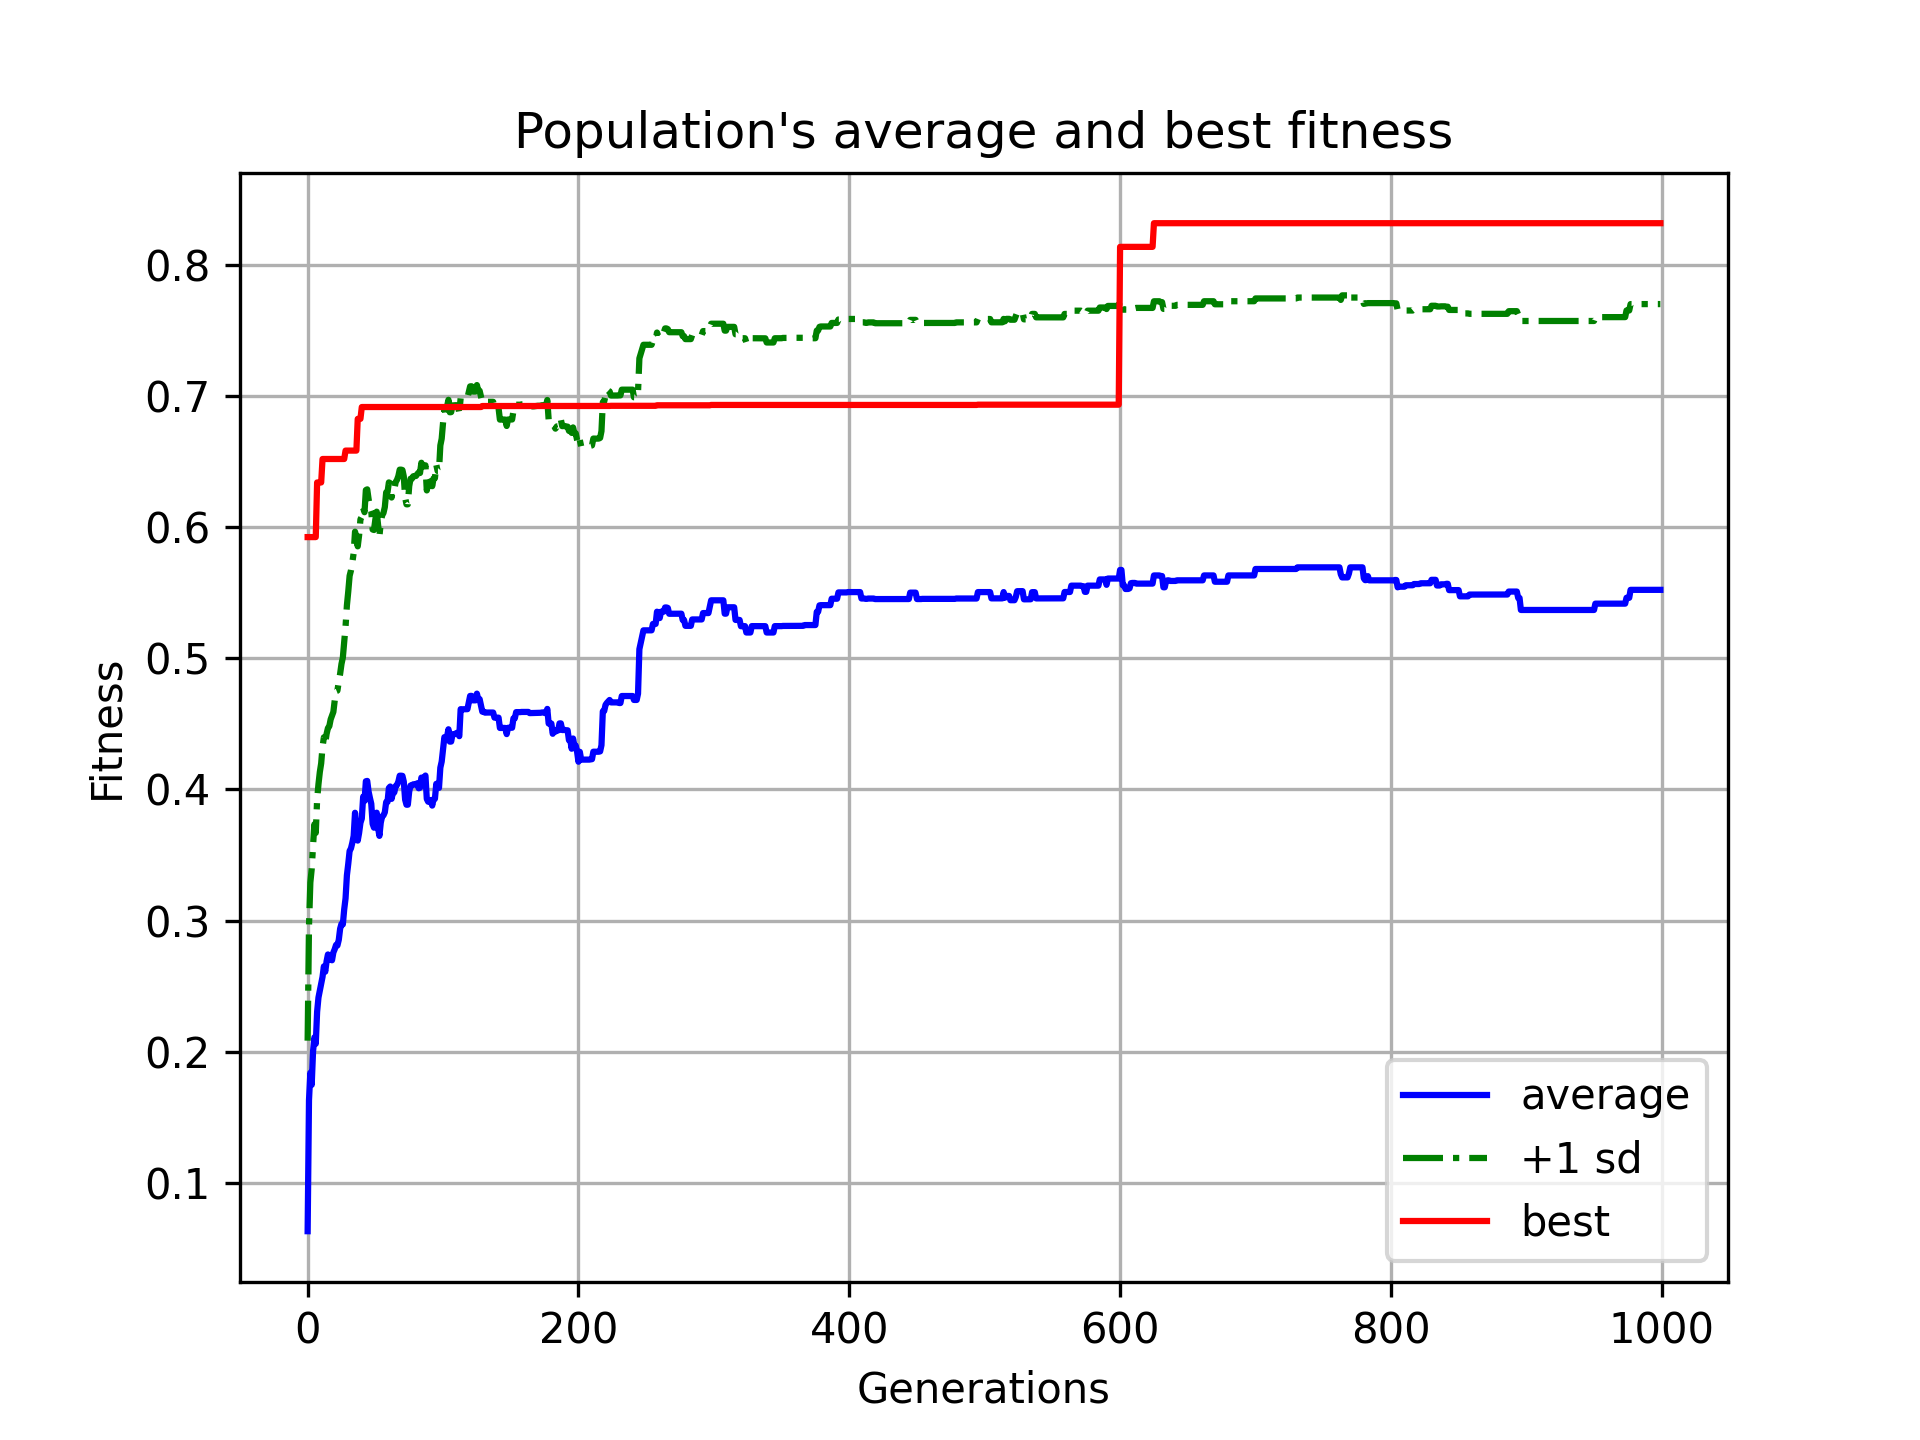 Population's average and best fitness
Fitness
0.8
0.7
0.6
0.5
0.4
0.3
0.2
0.1
average
+1 sd
best
0 200 400 600 800 1000
Generations